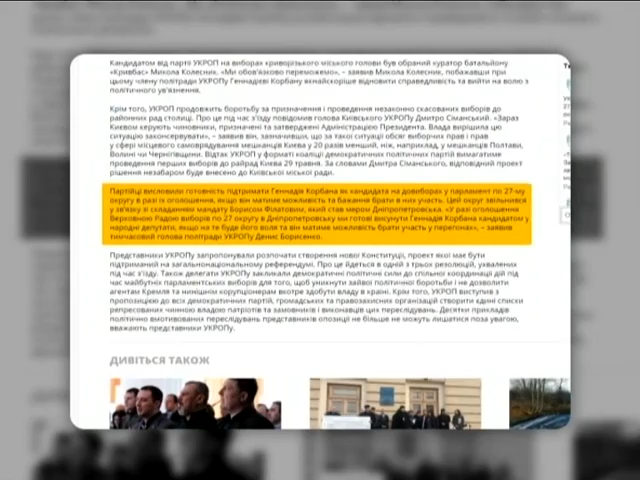 Кандидатом від парті УКРОП на виборах криворізького міського голови був обраний куратор батальйону
«Кривбас» Микола Колесник. «Ми обов'язково переможемо», – заявив Микола Колесник, побажавши при
цьому члену політради УКРОПу Геннадієві Корбану якнайскоріше відновити справедливість та вийти на волю з
політичного ув'язнення.
Крім того, УКРОП продовжить боротьбу за призначення і проведення незаконно скасованих виборів до
районних рад столиці. Про це під час з'їзду повідомив голова Київського УКРОПу Дмитро Сіманський. «Зараз
Києвом керують чиновники, призначені та затверджені Адміністрацією Президента. Влада вирішила цю
ситуацію законсервувати», – заявив він, зазначивши, що за такої ситуації обсяг виборчих прав і прав
у сфері місцевого самоврядування мешканців Києва у 20 разів менший, ніж, наприклад, у мешканців Полтави,
Волині чи Чернігівщини. Відтак УКРОП у форматі коаліції демократичних політичних партій вимагатиме
проведення перших виборів до райрад Києва 29 травня. За словами Дмитра Сіманського, відповідний проект
рішення незабаром буде внесено до Київської міської ради.
Партійці висловили готовність підтримати Геннадія Корбана як кандидата на довиборах у парламент по 27-му
округу в разі їх оголошення, якщо він матиме можливість та бажання брати в них участь. Цей округ звільнився
у зв'язку зі складанням мандату Борисом Філатовим, який став мером Дніпропетровська. «У разі оголошення
Верховною Радою виборів по 27 округу в Дніпропетровську ми готові висунути Геннадія Корбана кандидатом у
народні депутати, якщо на те буде його воля та він матиме можливість брати участь у перегонах», – заявив
тимчасовий голова політради УКРОПу Денис Борисенко.
Представники УКРОПу запропонували розпочати створення нової Конституції, проект якої має бути
підтриманий на загальнонаціональному референдумі. Про це йдеться в одній з трьох резолюцій, ухвалених
під час з'їзду. Також делегати УКРОПу закликали демократичні політичні сили до спільної координації дій під
час майбутніх парламентських виборів для того, щоб уникнути зайвої політичної боротьби і не дозволити
агентам Кремля та нинішнім корупціонерам вкотре здобути владу в країні. Крім того, УКРОП виступив з
пропозицією до всіх демократичних партій, громадських та правозахисних організацій створити єдині списки
репресованих чинною владою патріотів та замовників і виконавців цих переслідувань. Десятки прикладів
політично вмотивованих переслідувань представників опозиції не більше не можуть лишатися поза увагою,
вважають представники УКРОПу.
ДИВІТЬСЯ ТАКОЖ